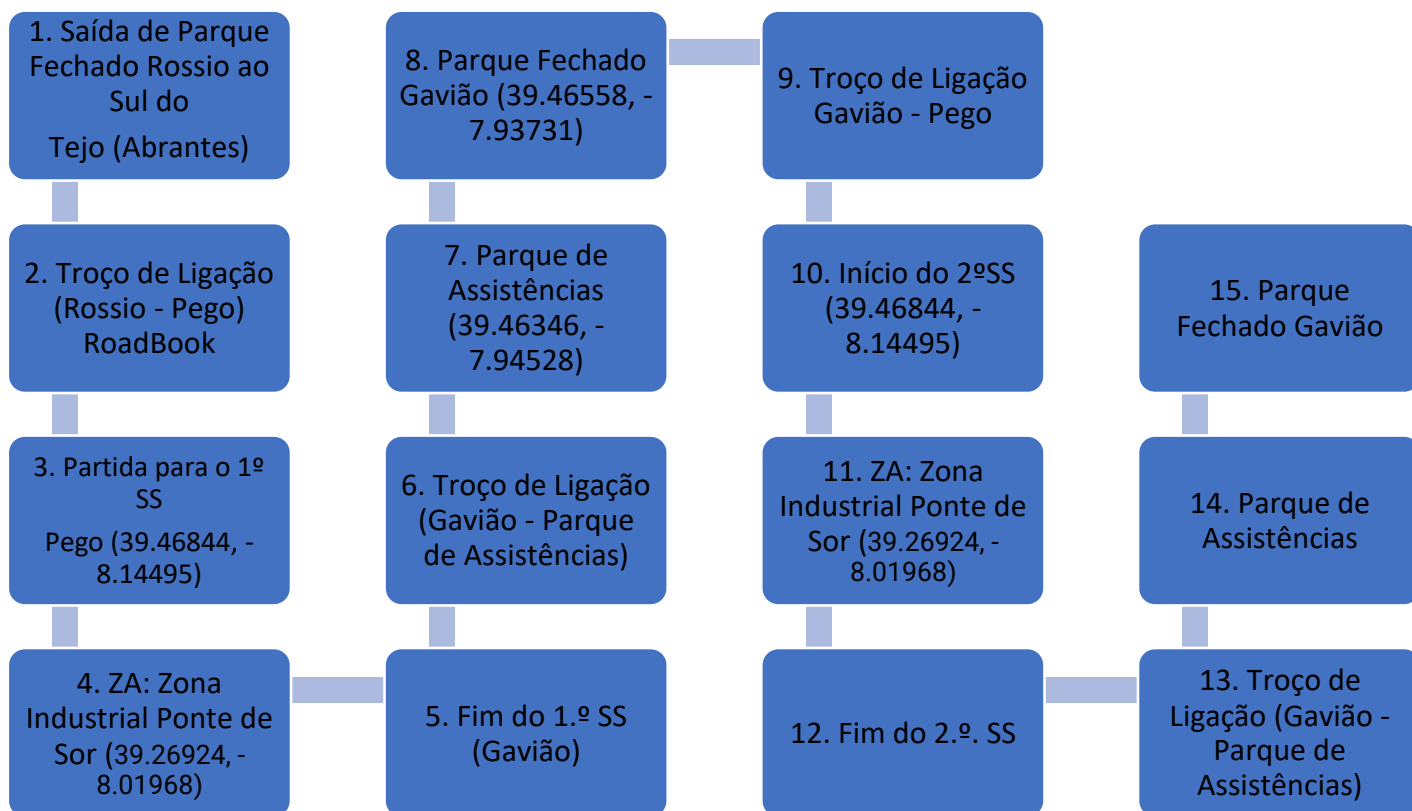 1. Saída de Parque
Fechado Rossio ao
Sul do
Tejo (Abrantes)
2. Troço de Ligação
(Rossio - Pego)
RoadBook
3. Partida para o 1º
SS
Pego (39.46844, -
8.14495)
4. ZA: Zona
Industrial Ponte de
Sor (39.26924, -
8.01968)
5. Fim do 1.º SS
(Gavião)
6. Troço de Ligação
(Gavião - Parque
de Assistências)
7. Parque de
Assistências
(39.46346, -
7.94528)
8. Parque Fechado
Gavião (39.46558, -
7.93731)
9. Troço de Ligação
Gavião - Pego
10. Início do 2ºSS
(39.46844, -
8.14495)
11. ZA: Zona
Industrial Ponte de
Sor (39.26924, -
8.01968)
12. Fim do 2.º. SS
13. Troço de
Ligação (Gavião -
Parque de
Assistências)
14. Parque de
Assistências
15. Parque
Fechado Gavião